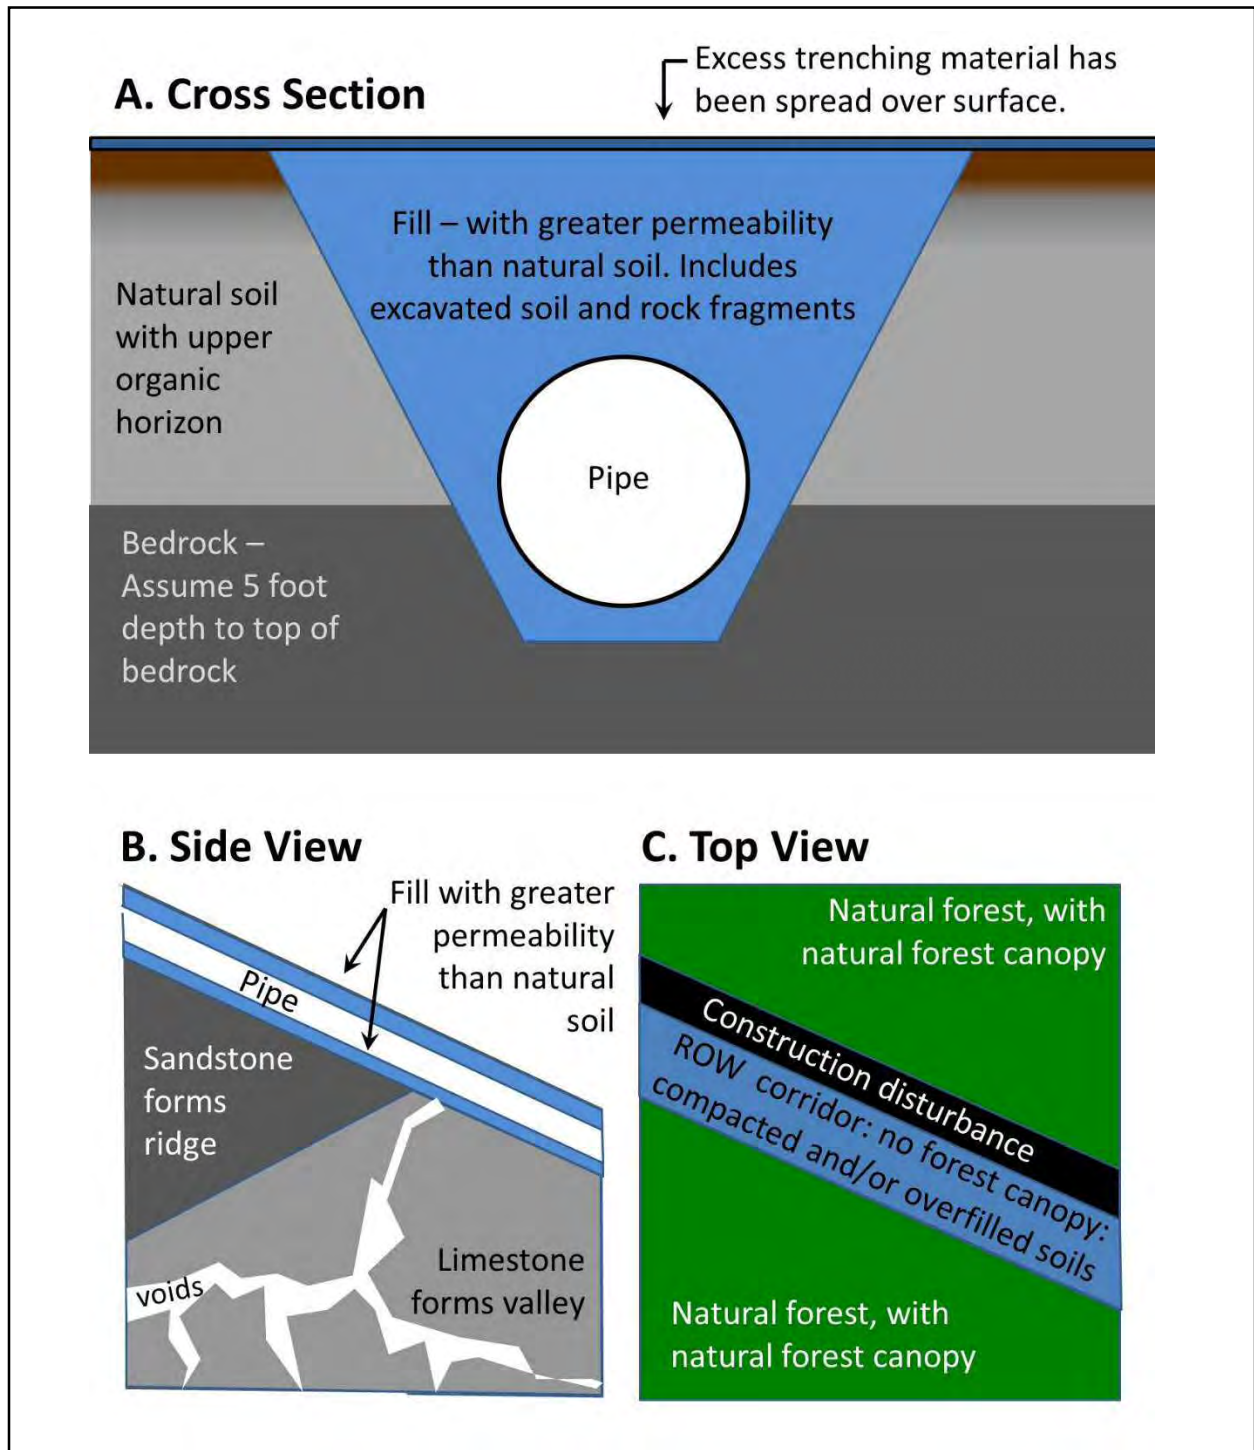 A. Cross Section
Excess trenching material has
been spread over surface.
Fill – with greater permeability
than natural soil. Includes
excavated soil and rock fragments
Natural soil
with upper
organic
horizon
Pipe
Bedrock –
Assume 5 foot
depth to top of
bedrock
B. Side View
Fill with greater
permeability
than natural
soil
Pipe
Sandstone
forms
ridge
voids
Limestone
forms valley
C. Top View
Natural forest, with
natural forest canopy
Construction disturbance
ROW corridor: no forest canopy:
compacted and/or overfilled soils
Natural forest, with
natural forest canopy